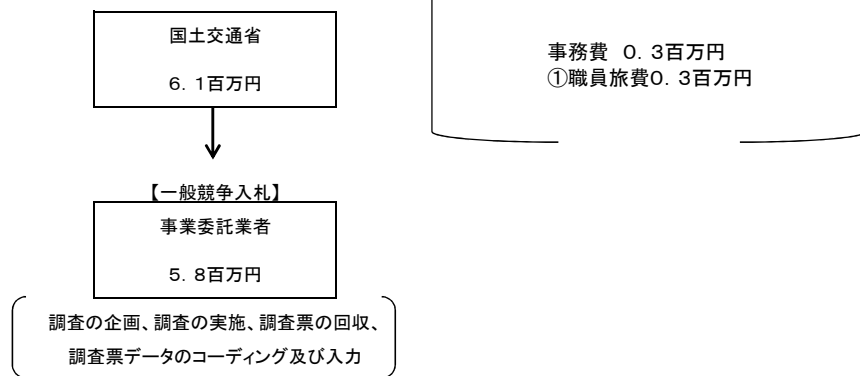 国土交通省
6．1百万円
事務費　0．3百万円
①職員旅費0．3百万円
【一般競争入札】
事業委託業者
5．8百万円
調査の企画、調査の実施、調査票の回収、
調査票データのコーディング及び入力